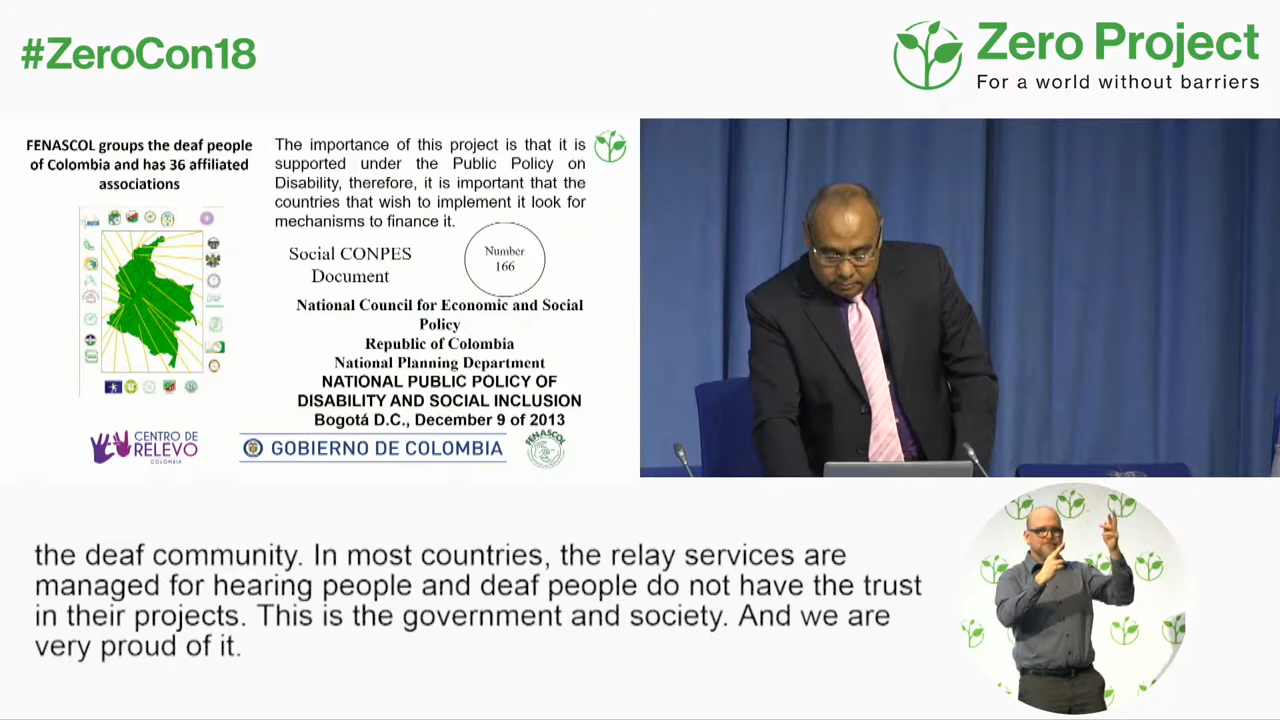 #ZeroCon18
Zero Project
For a world without barriers
FENASCOL groups the deaf people
of Colombia and has 36 affiliated
associations
The importance of this project is that it is
supported under the Public Policy on
Disability, therefore, it is important that the
countries that wish to implement it look for
mechanisms to finance it.
Social CONPES
Document
Number
166
National Council for Economic and Social
Policy
Republic of Colombia
National Planning Department
NATIONAL PUBLIC POLICY OF
DISABILITY AND SOCIAL INCLUSION
Bogotá D.C., December 9 of 2013
CENTRO DE
RELEVO
COLOMBIA
GOBIERNO DE COLOMBIA
FENASCOL
the deaf community. In most countries, the relay services are
managed for hearing people and deaf people do not have the trust
in their projects. This is the government and society. And we are
very proud of it.